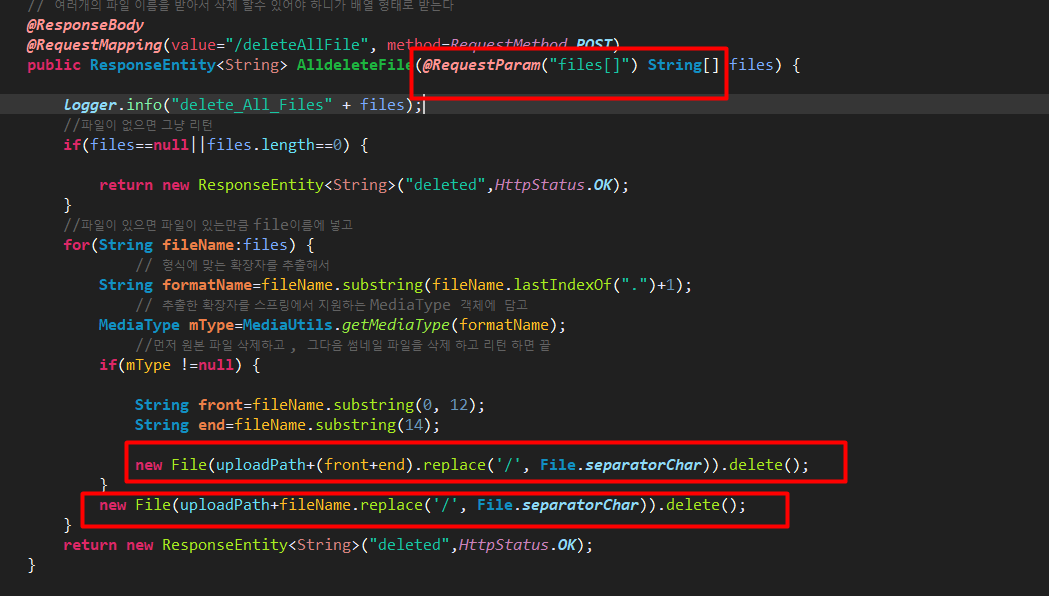 // 여러개의 파일 이름을 받아서 삭제 할수 있어야 하니가 배열 형태로 받는다
@ResponseBody
@RequestMapping(value="/deleteAllFile", method=RequestMethod.POST)
public ResponseEntity<String> AlldeleteFile(@RequestParam("files[]") String[] files) {
logger.info("delete_All_Files" + files);
//파일이 없으면 그냥 리턴
if(files==null||files.length==0) {
return new ResponseEntity<String>("deleted",HttpStatus.OK);
}
//파일이 있으면 파일이 있는만큼 file이름에 넣고
for(String fileName:files) {
// 형식에 맞는 확장자를 추출해서
String formatName=fileName.substring(fileName.lastIndexOf(".")+1);
// 추출한 확장자를 스프링에서 지원하는 MediaType 객체에 담고
MediaType mType=MediaUtils.getMediaType(formatName);
//먼저 원본 파일 삭제하고 , 그다음 썸네일 파일를 삭제 하고 리턴 하면 끝
if(mType !=null) {
String front=fileName.substring(0, 12);
String end=fileName.substring(14);
new File(uploadPath+(front+end).replace('/', File.separatorChar)).delete();
}
new File(uploadPath+fileName.replace('/', File.separatorChar)).delete();
}
return new ResponseEntity<String>("deleted",HttpStatus.OK);
}